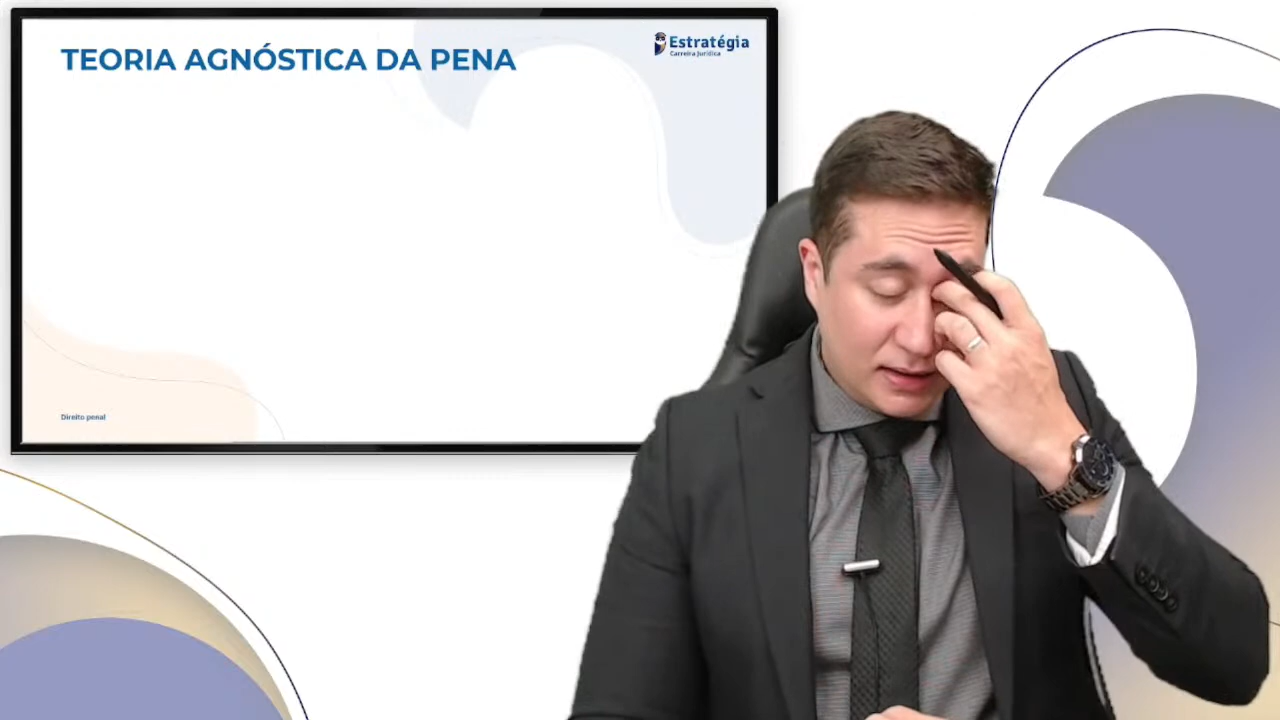 TEORIA AGNÓSTICA DA PENA
Estratégia
Carreira Jurídica
Direito penal